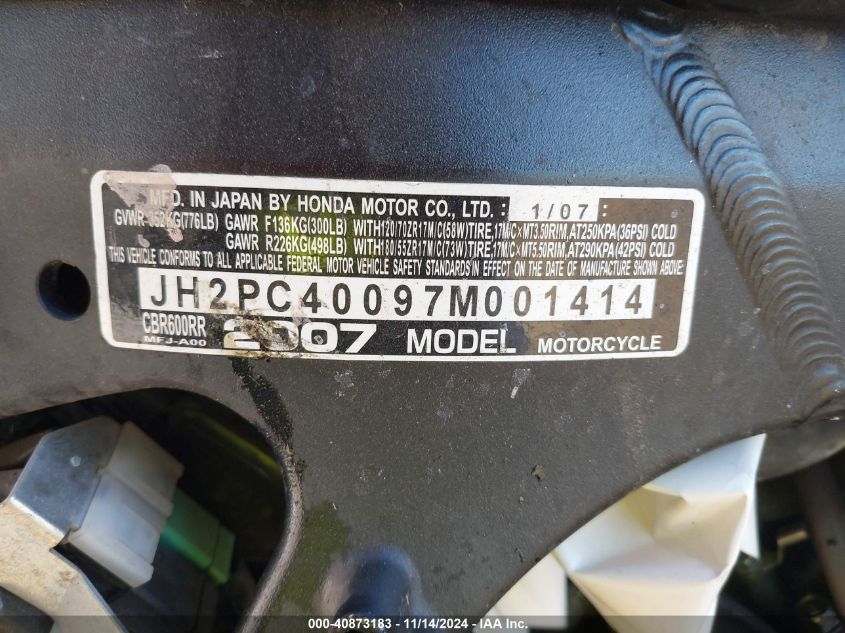 MFD. IN JAPAN BY HONDA MOTOR CO., LTD. : 1/07 :
GVWR 352KG(776LB) GAWR F136KG(300LB) WITH120/70ZR17M/C(58W)TIRE,17M/C×MT3.50RIM,AT250KPA(36PSI) COLD
GAWR R226KG(498LB) WITH180/55ZR17M/C(73W)TIRE,17M/C×MT5.50RIM,AT290KPA(42PSI) COLD
THIS VEHICLE CONFORMS TO ALL APPLICABLE FEDERAL MOTOR VEHICLE SAFETY STANDARDS IN EFFECT ON THE DATE OF MANUFACTURE SHOWN ABOVE.
JH2PC40097M001414
CBR600RR 2007 MODEL MOTORCYCLE
MFJ-A00
000-40873183 - 11/14/2024 - IAA Inc.